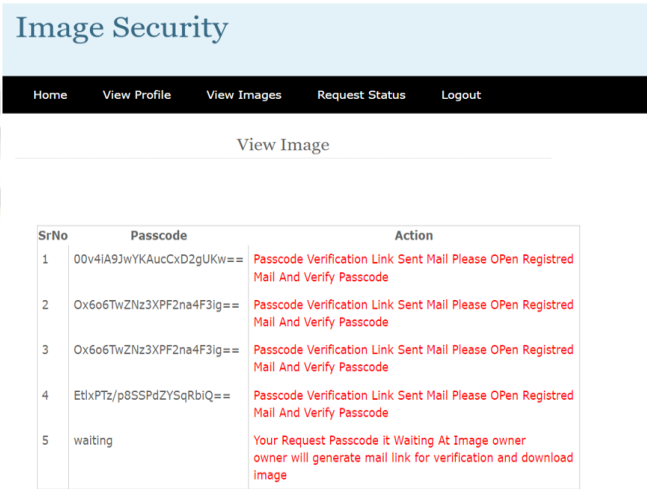 Image Security
Home View Profile View Images Request Status Logout
View Image
SrNo Passcode Action
1 00v4iA9JwYKAucCxD2gUKw== Passcode Verification Link Sent Mail Please OPen Registred
Mail And Verify Passcode
2 Ox6o6TwZNz3XPF2na4F3ig== Passcode Verification Link Sent Mail Please OPen Registred
Mail And Verify Passcode
3 Ox6o6TwZNz3XPF2na4F3ig== Passcode Verification Link Sent Mail Please OPen Registred
Mail And Verify Passcode
4 EtlxPTz/p8SSPdZYSqRbiQ== Passcode Verification Link Sent Mail Please OPen Registred
Mail And Verify Passcode
5 waiting Your Request Passcode it Waiting At Image owner
owner will generate mail link for verification and download
image